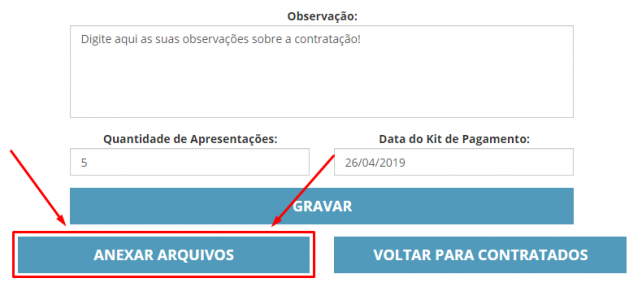 Observação:
Digite aqui as suas observações sobre a contratação!
Quantidade de Apresentações:
Data do Kit de Pagamento:
5
26/04/2019
GRAVAR
ANEXAR ARQUIVOS
VOLTAR PARA CONTRATADOS